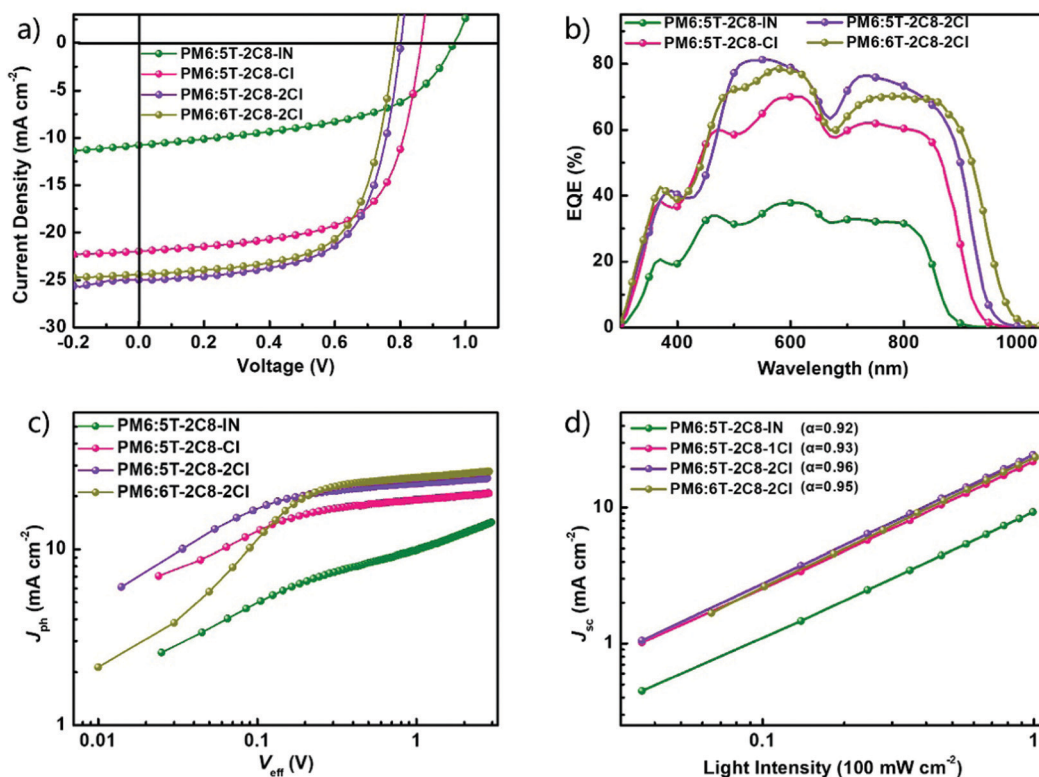 a)
PM6:5T-2C8-IN
PM6:5T-2C8-Cl
PM6:5T-2C8-2Cl
PM6:6T-2C8-2Cl
0
-5
-10
-15
-20
-25
-30
Current Density (mA cm-2)
-0.2 0.0 0.2 0.4 0.6 0.8 1.0
Voltage (V)
b)
PM6:5T-2C8-IN PM6:5T-2C8-2Cl
PM6:5T-2C8-Cl PM6:6T-2C8-2Cl
80
60
40
20
0
EQE (%)
400 600 800 1000
Wavelength (nm)
c)
PM6:5T-2C8-IN
PM6:5T-2C8-Cl
PM6:5T-2C8-2Cl
PM6:6T-2C8-2Cl
10
1
Jph (mA cm-2)
0.01 0.1 1
Veff (V)
d)
PM6:5T-2C8-IN (α=0.92)
PM6:5T-2C8-1Cl (α=0.93)
PM6:5T-2C8-2Cl (α=0.96)
PM6:6T-2C8-2Cl (α=0.95)
10
1
Jsc (mA cm-2)
0.1 1
Light Intensity (100 mW cm-2)